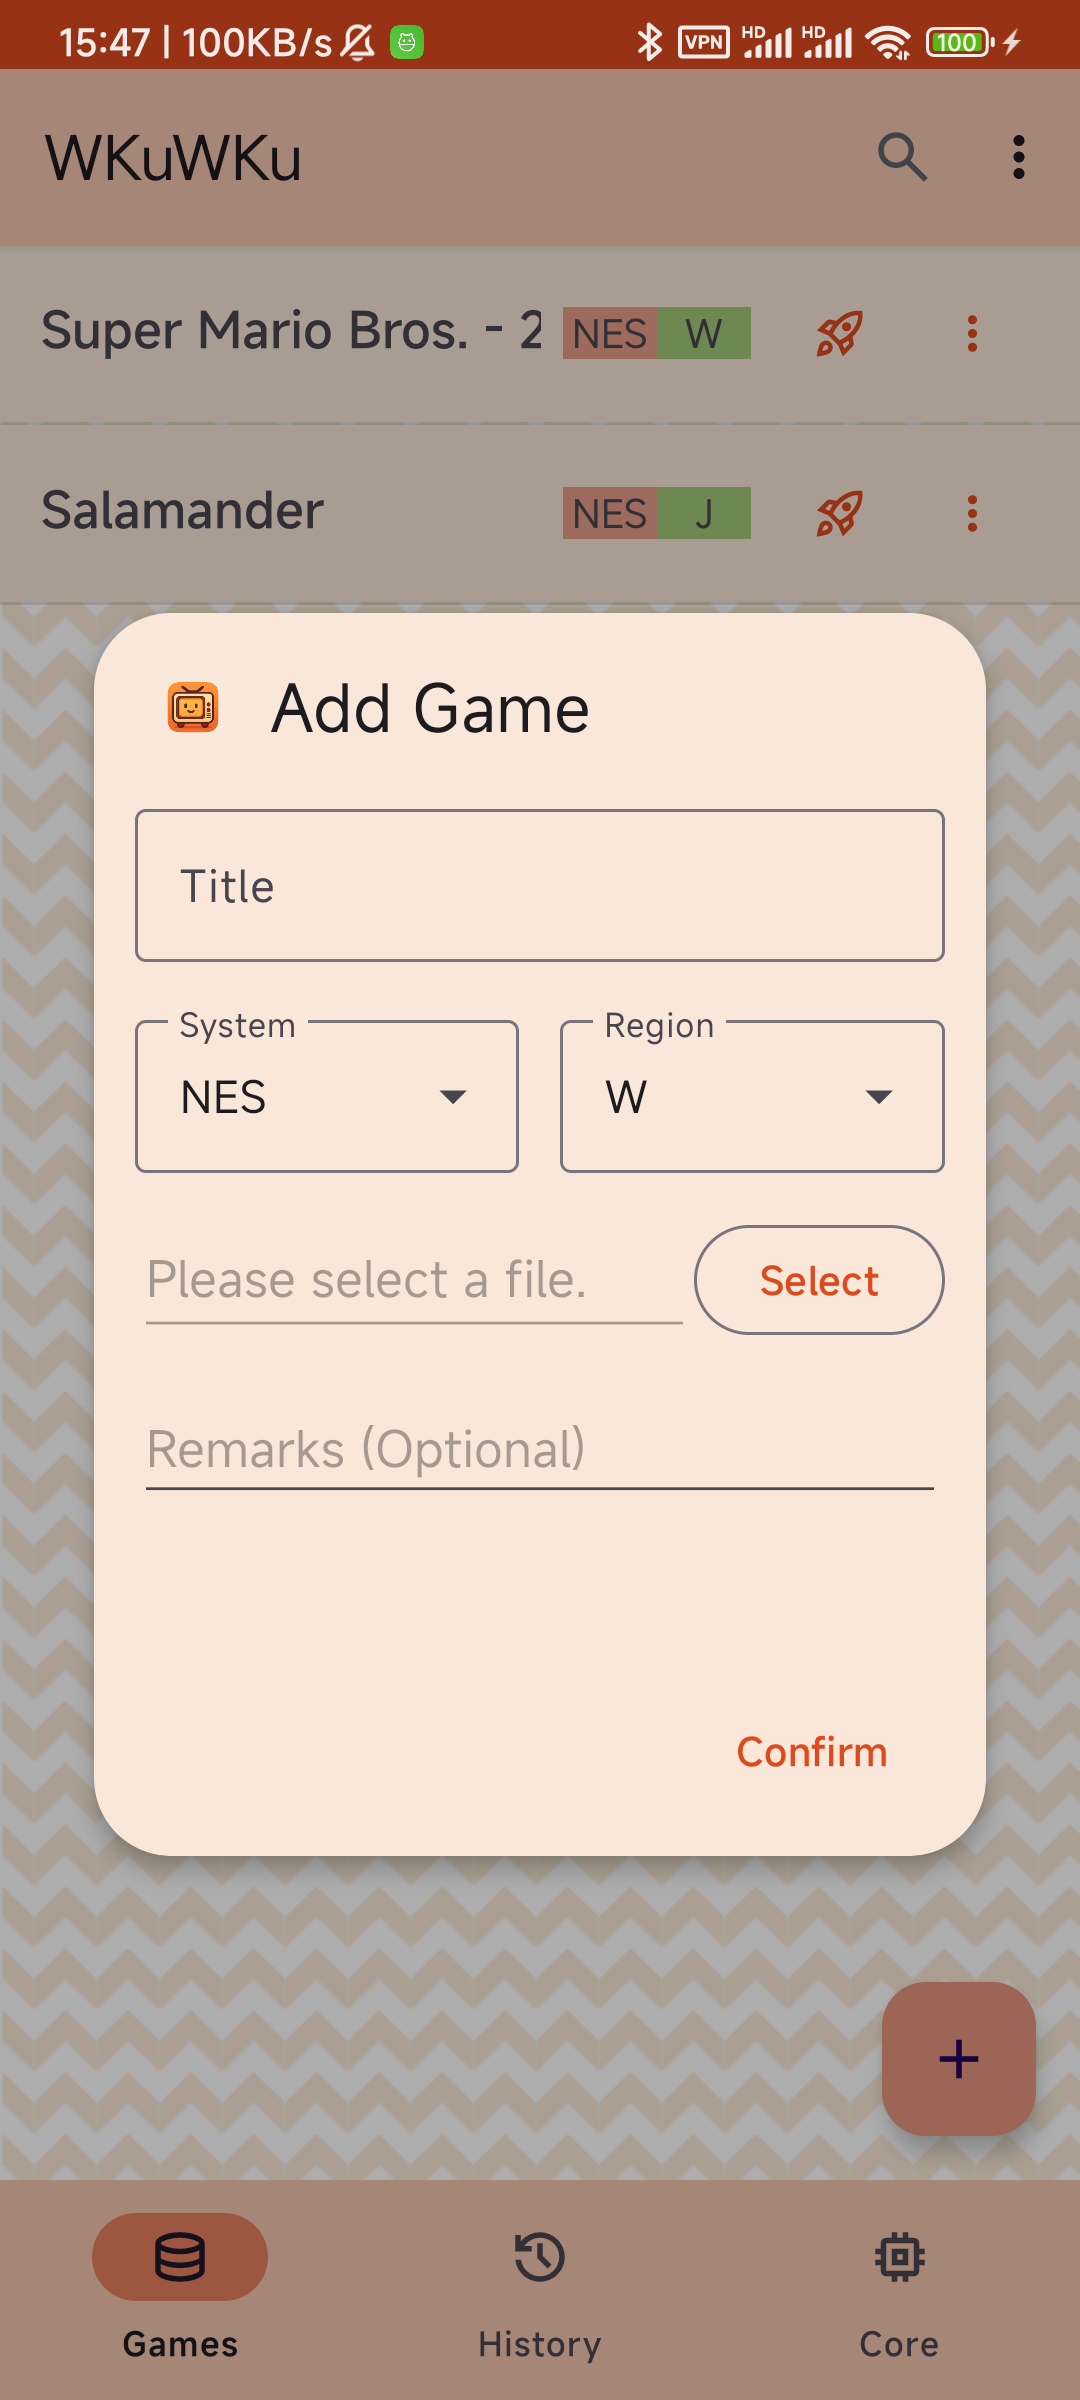 15:47 | 100KB/s VPN HD HD 100
WKuWKu
Super Mario Bros. - 2 NES W
Salamander NES J
Add Game
Title
System Region
NES W
Please select a file. Select
Remarks (Optional)
Confirm
+
Games History Core